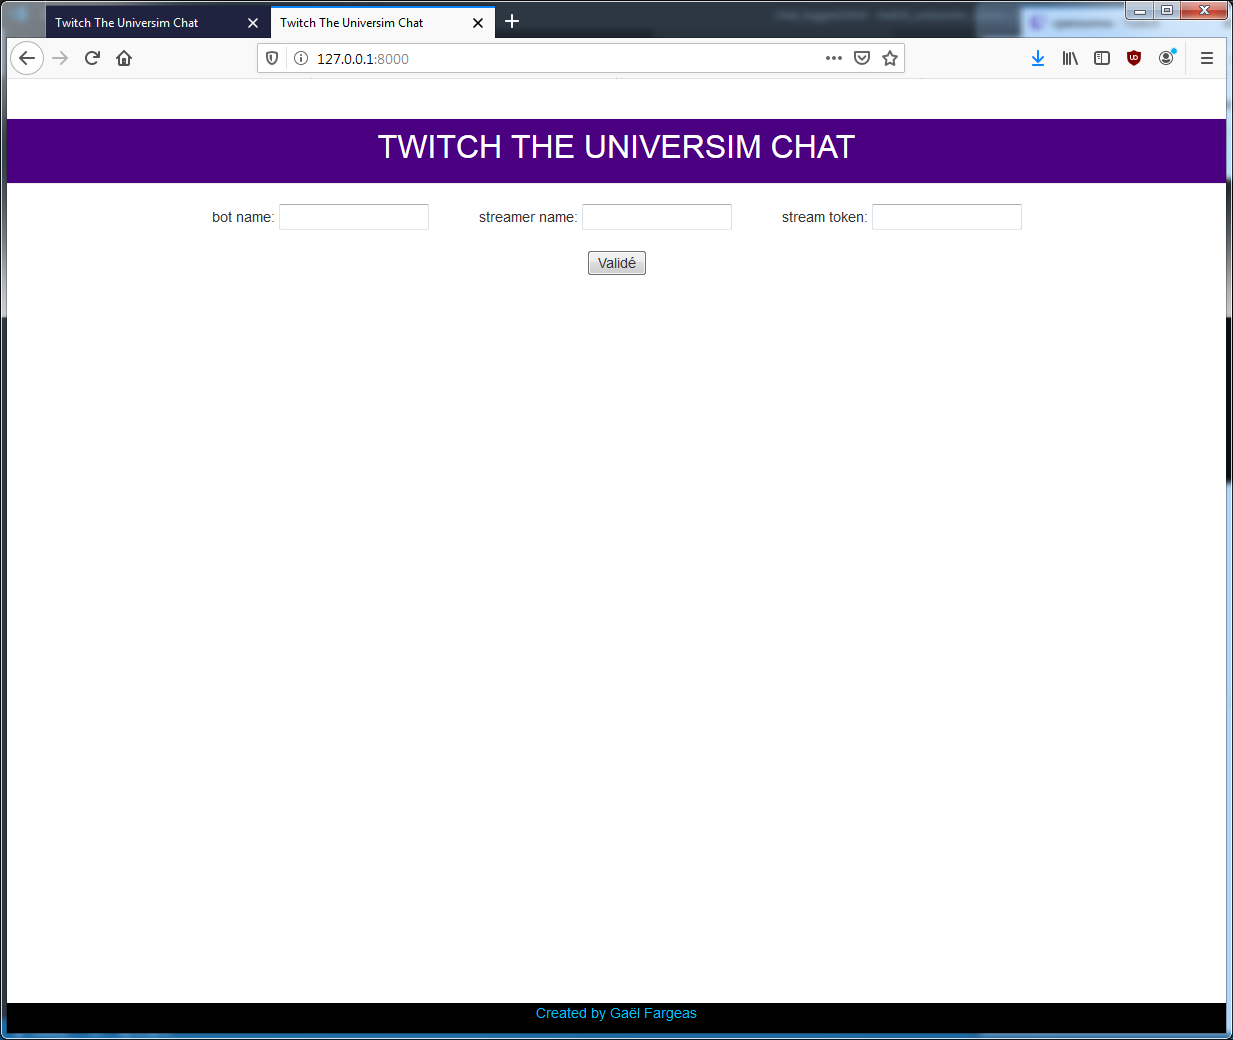 Twitch The Universim Chat
Twitch The Universim Chat
127.0.0.1:8000
TWITCH THE UNIVERSIM CHAT
bot name: streamer name: stream token:
Validé
Created by Gaël Fargeas